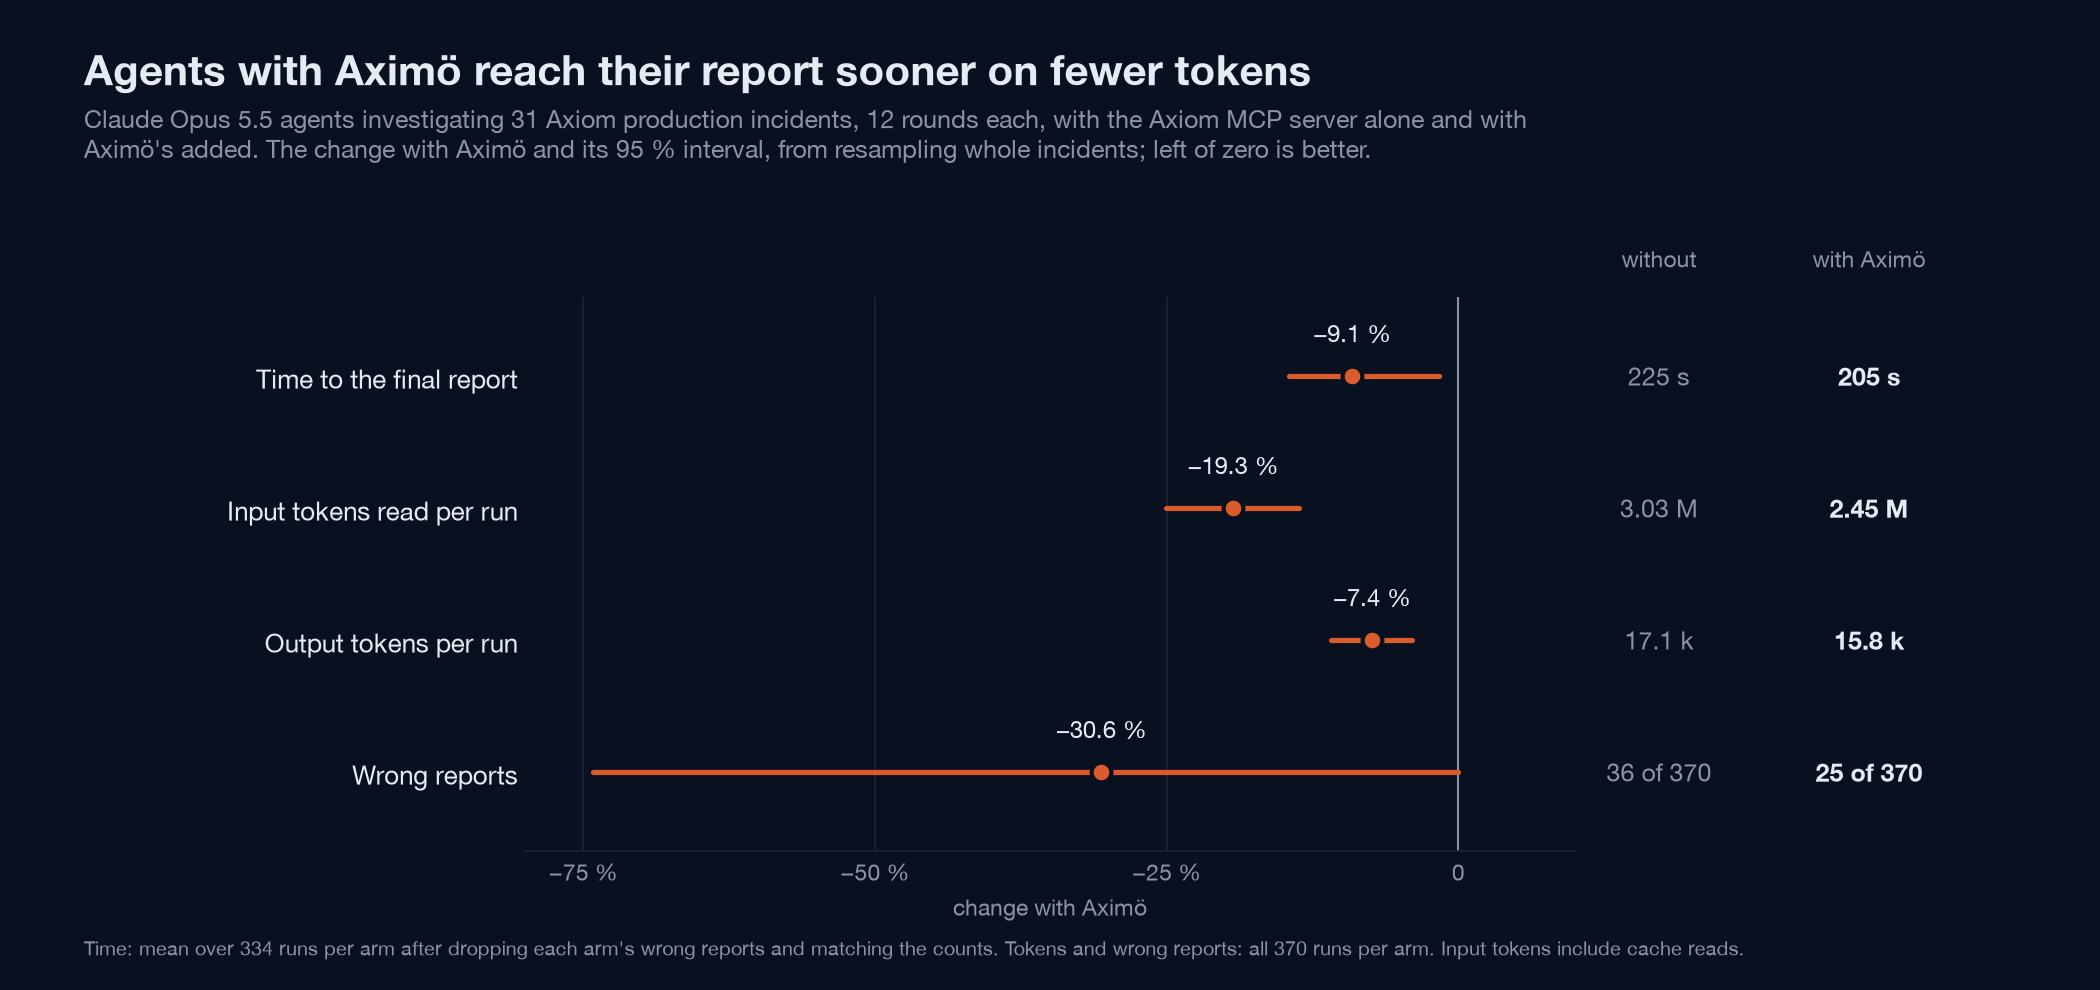 Agents with Aximö reach their report sooner on fewer tokens
Claude Opus 5.5 agents investigating 31 Axiom production incidents, 12 rounds each, with the Axiom MCP server alone and with
Aximö's added. The change with Aximö and its 95 % interval, from resampling whole incidents; left of zero is better.
without with Aximö
−9.1 %
Time to the final report 225 s 205 s
−19.3 %
Input tokens read per run 3.03 M 2.45 M
−7.4 %
Output tokens per run 17.1 k 15.8 k
−30.6 %
Wrong reports 36 of 370 25 of 370
−75 % −50 % −25 % 0
change with Aximö
Time: mean over 334 runs per arm after dropping each arm's wrong reports and matching the counts. Tokens and wrong reports: all 370 runs per arm. Input tokens include cache reads.